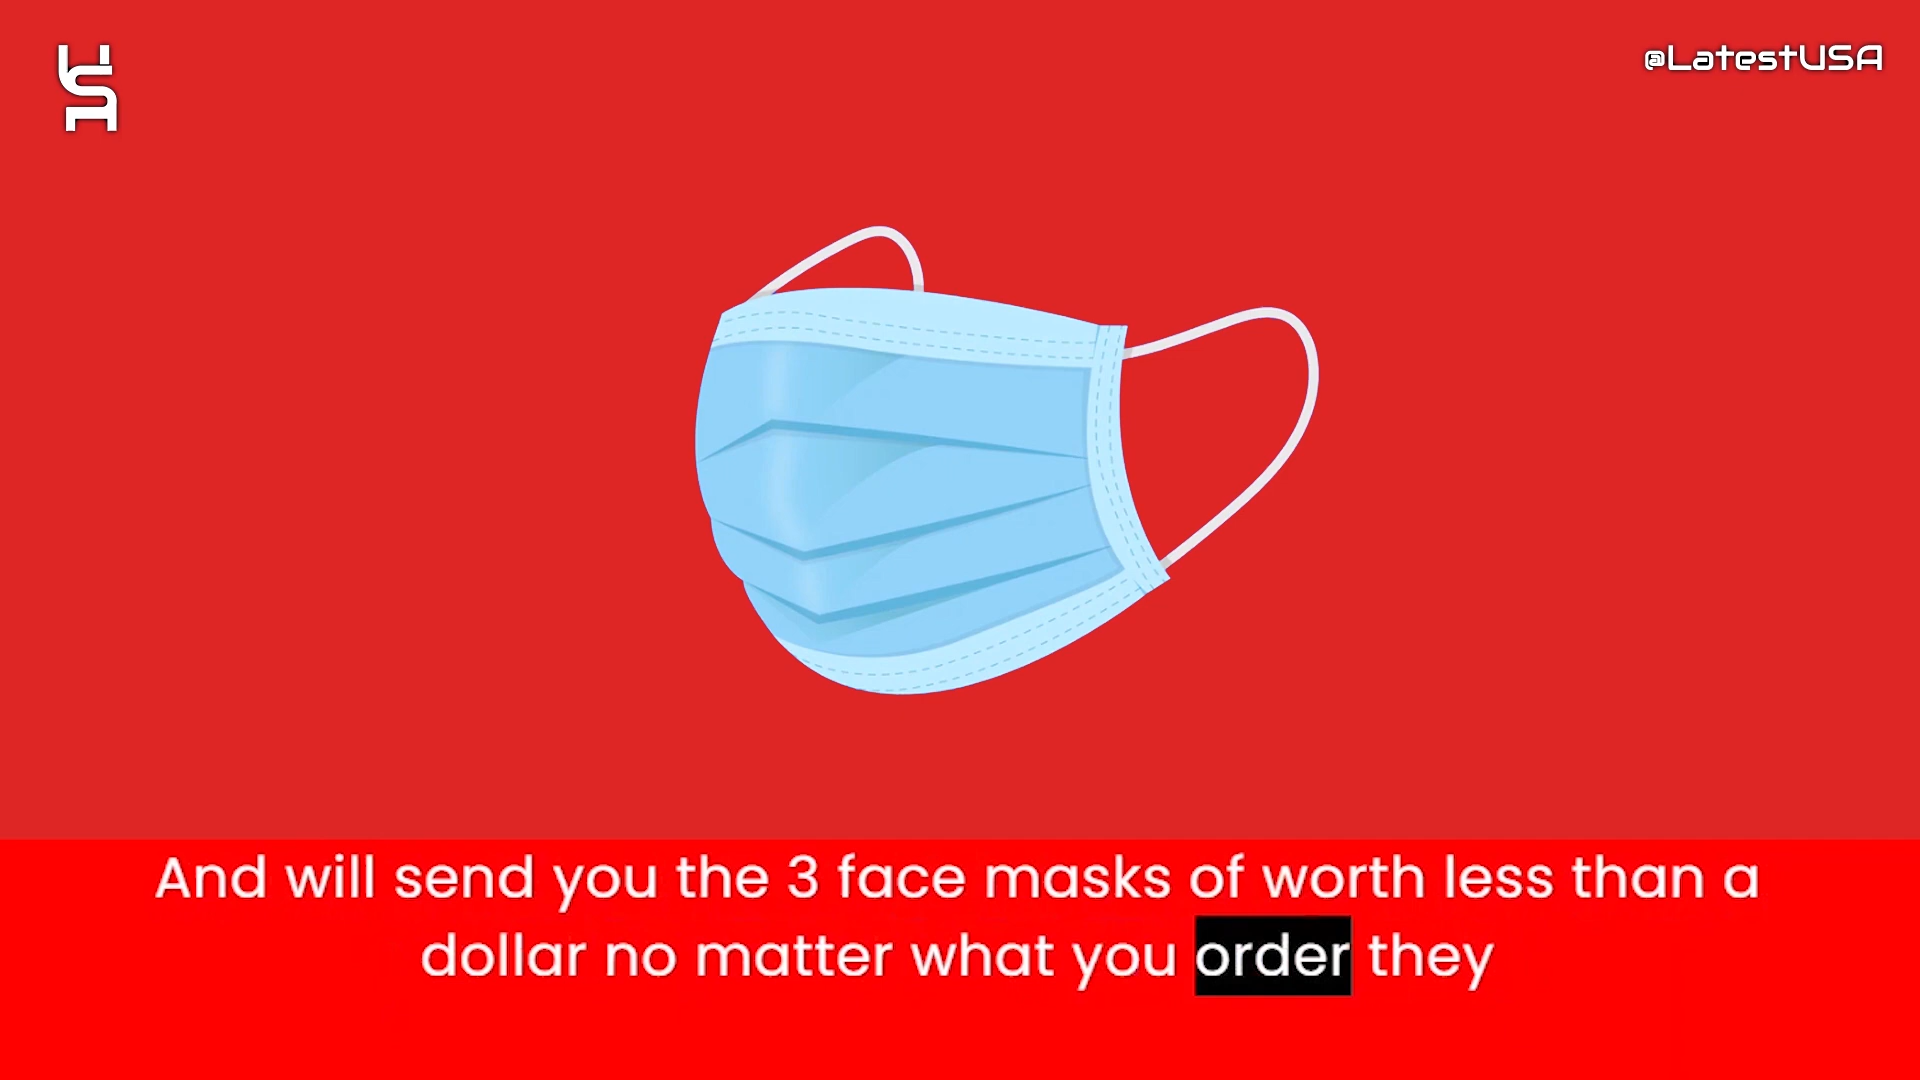 USA
@LatestUSA
And will send you the 3 face masks of worth less than a
dollar no matter what you order they